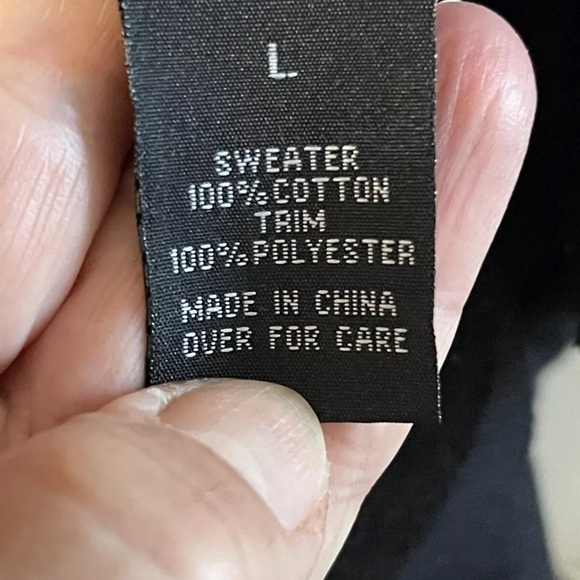 L
SWEATER
100%COTTON
TRIM
100%POLYESTER
MADE IN CHINA
OVER FOR CARE